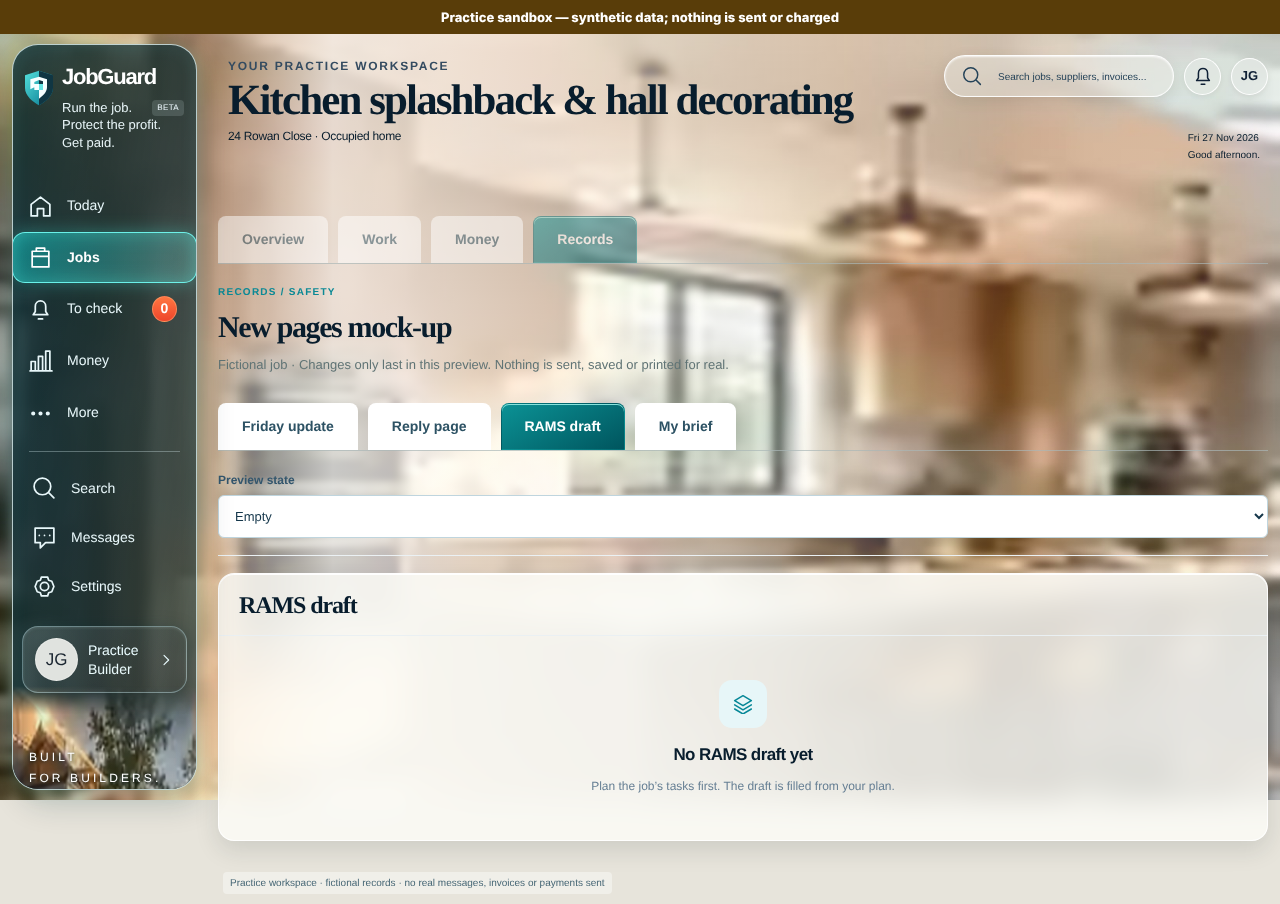 Practice sandbox — synthetic data; nothing is sent or charged
JobGuard
Run the job.
BETA
Protect the profit.
Get paid.
Today
Jobs
To check
0
Money
More
Search
Messages
Settings
JG
Practice
Builder
BUILT
FOR BUILDERS.
YOUR PRACTICE WORKSPACE
Kitchen splashback & hall decorating
24 Rowan Close · Occupied home
Search jobs, suppliers, invoices...
JG
Fri 27 Nov 2026
Good afternoon.
Overview
Work
Money
Records
RECORDS / SAFETY
New pages mock-up
Fictional job · Changes only last in this preview. Nothing is sent, saved or printed for real.
Friday update
Reply page
RAMS draft
My brief
Preview state
Empty
RAMS draft
No RAMS draft yet
Plan the job's tasks first. The draft is filled from your plan.
Practice workspace · fictional records · no real messages, invoices or payments sent